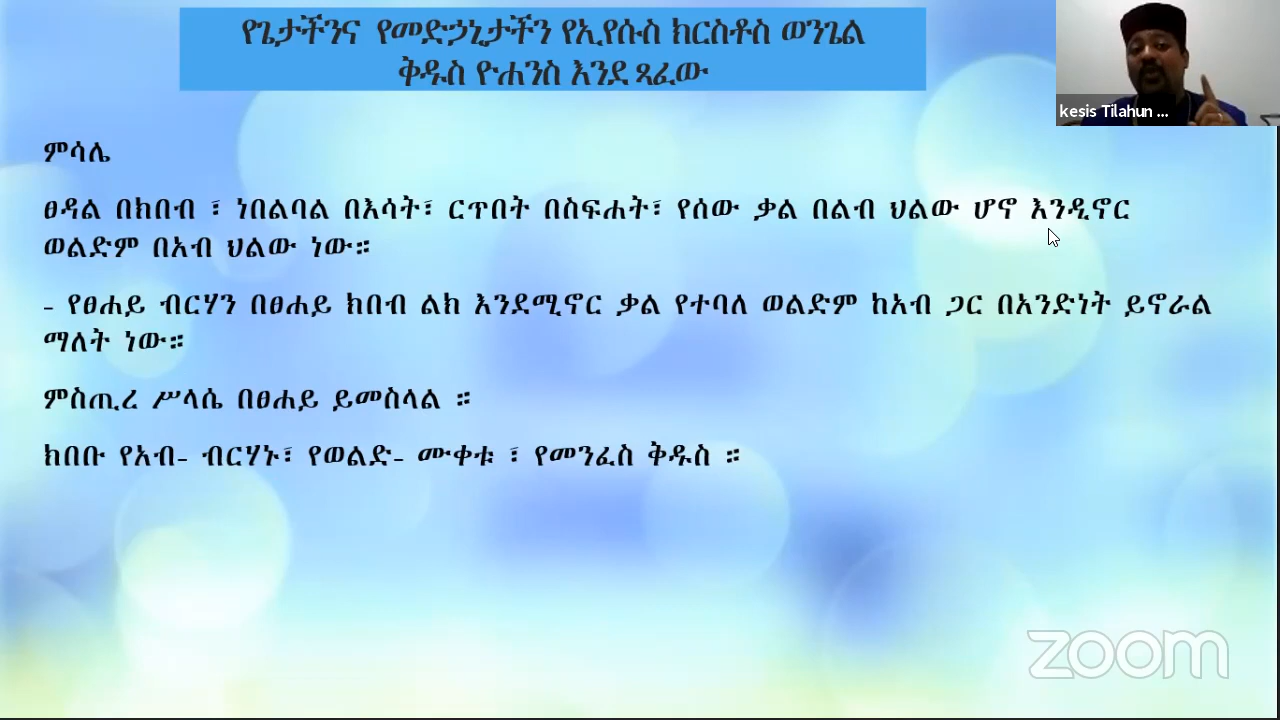 የጌታችንና የመድኃኒታችን የኢየሱስ ክርስቶስ ወንጌል
ቅዱስ ዮሐንስ እንደ ጻፈው
kesis Tilahun ...
ምሳሌ
ፀዳል በክበብ ፣ ነበልባል በእሳት፣ ርጥበት በስፍሐት፣ የሰው ቃል በልብ ህልው ሆኖ እንዲኖር
ወልድም በአብ ህልው ነው።
- የፀሐይ ብርሃን በፀሐይ ክበብ ልክ እንደሚኖር ቃል የተባለ ወልድም ከአብ ጋር በአንድነት ይኖራል
ማለት ነው።
ምስጢረ ሥላሴ በፀሐይ ይመስላል ።
ክበቡ የአብ- ብርሃኑ፣ የወልድ- ሙቀቱ ፣ የመንፈስ ቅዱስ ።
zoom